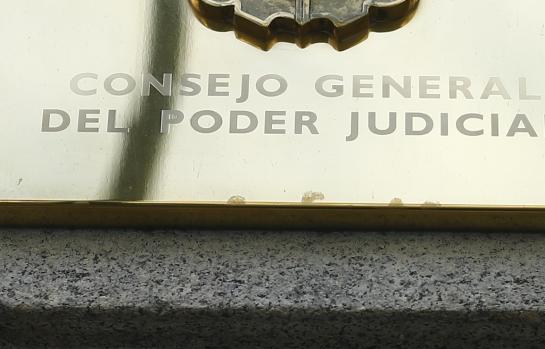 CONSEJO GENERAL
DEL PODER JUDICIA